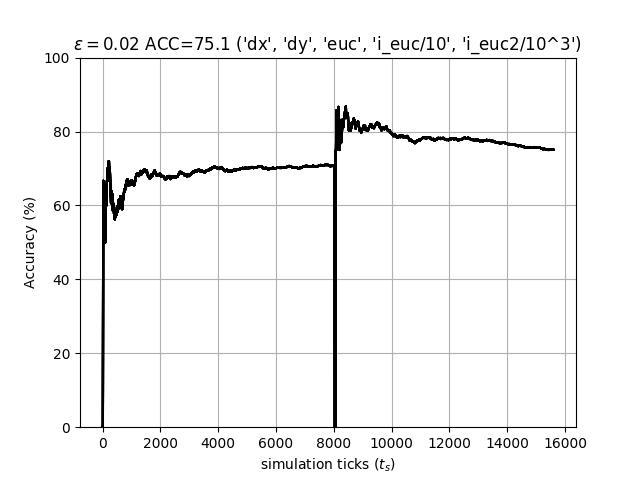 ε = 0.02 ACC=75.1 ('dx', 'dy', 'euc', 'i_euc/10', 'i_euc2/10^3')
100
80
60
40
20
0
Accuracy (%)
0 2000 4000 6000 8000 10000 12000 14000 16000
simulation ticks (t_s)